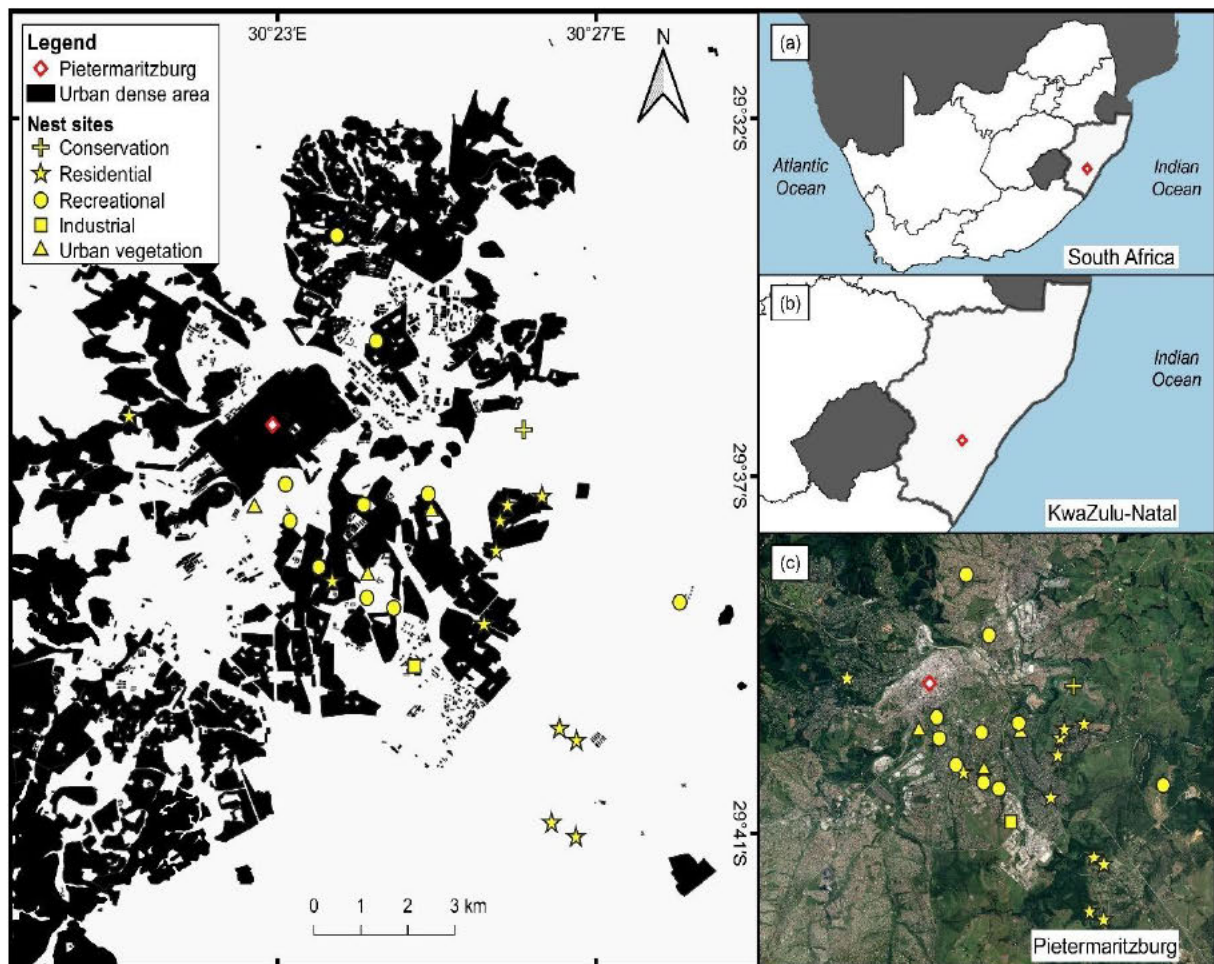 Legend
Pietermaritzburg
Urban dense area
Nest sites
Conservation
Residential
Recreational
Industrial
Urban vegetation
30°23'E
30°27'E
N
29°32'S
29°37'S
29°41'S
0 1 2 3 km
(a)
Atlantic
Ocean
Indian
Ocean
South Africa
(b)
Indian
Ocean
KwaZulu-Natal
(c)
Pietermaritzburg